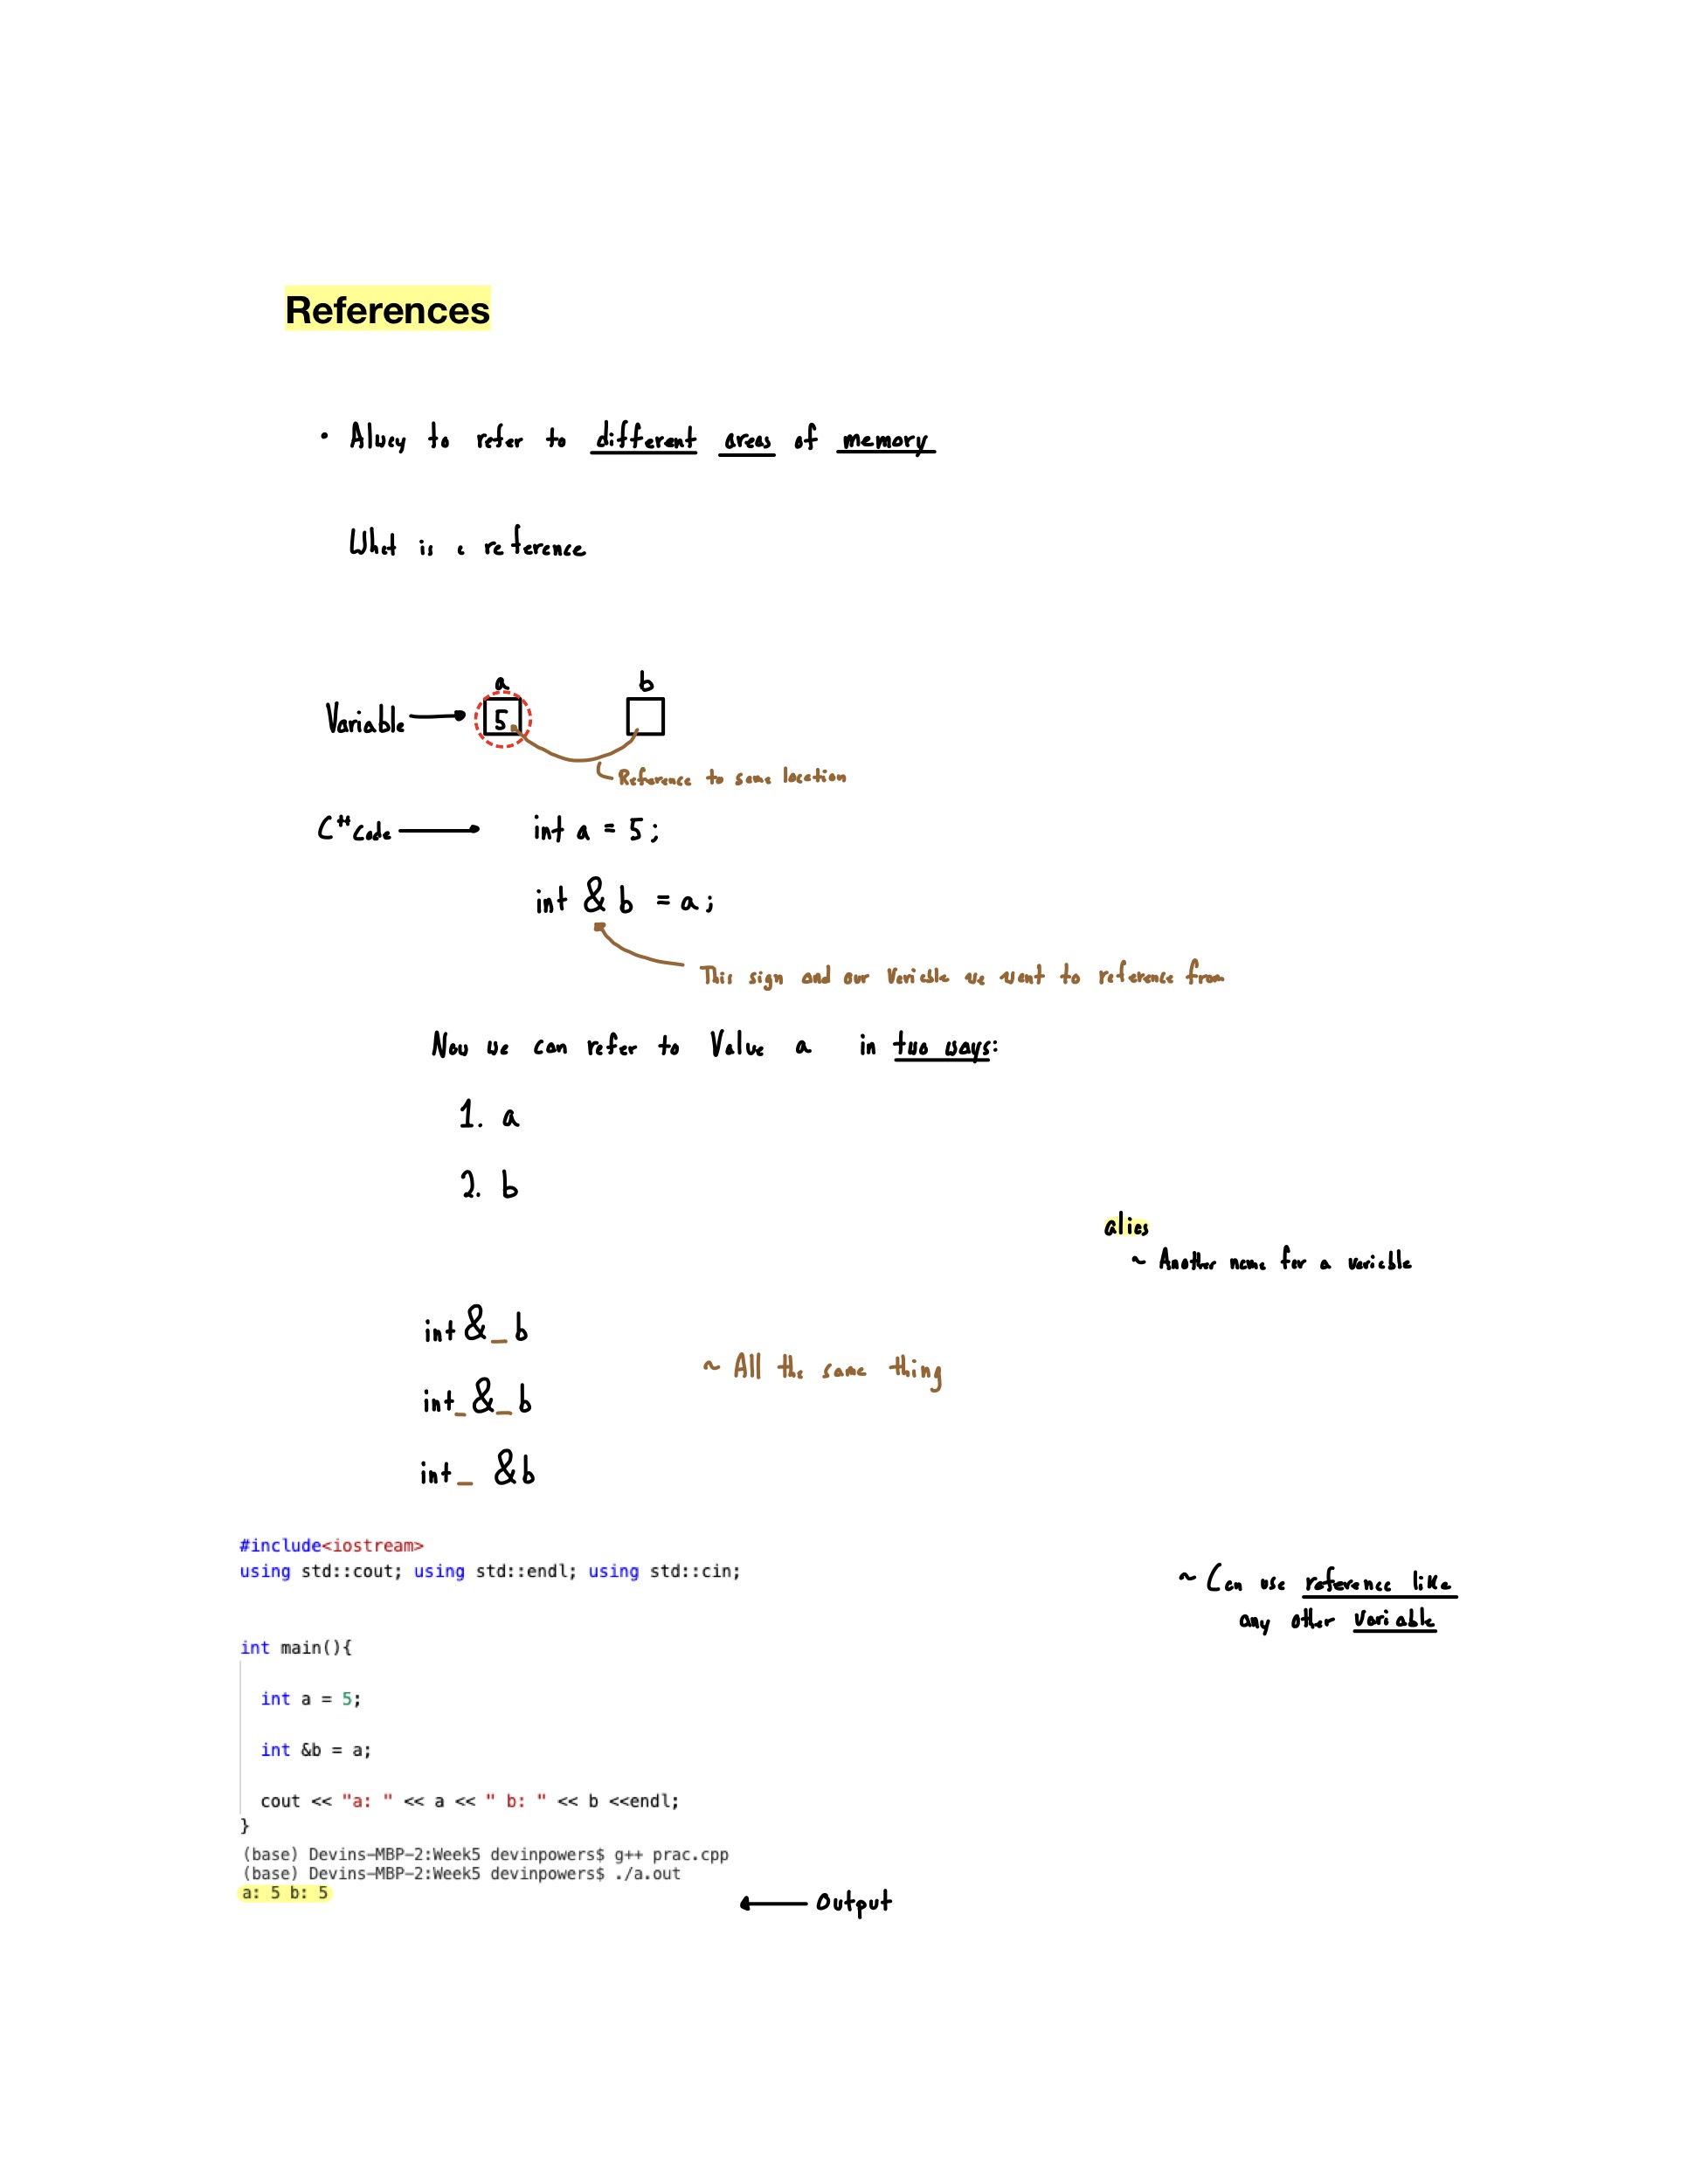 References
• A way to refer to different areas of memory
What is a reference
a b
Variable 5
Reference to same location
C++ Code int a = 5;
int & b = a;
This sign and our Variable we want to reference from
Now we can refer to Value a in two ways:
1. a
2. b
alias
~ Another name for a variable
int &_ b
~ All the same thing
int_ &_ b
int_ &b
#include<iostream>
using std::cout; using std::endl; using std::cin;
~ Can use reference like
any other variable
int main(){
int a = 5;
int &b = a;
cout << "a: " << a << " b: " << b <<endl;
}
(base) Devins-MBP-2:Week5 devinpowers$ g++ prac.cpp
(base) Devins-MBP-2:Week5 devinpowers$ ./a.out
a: 5 b: 5
Output